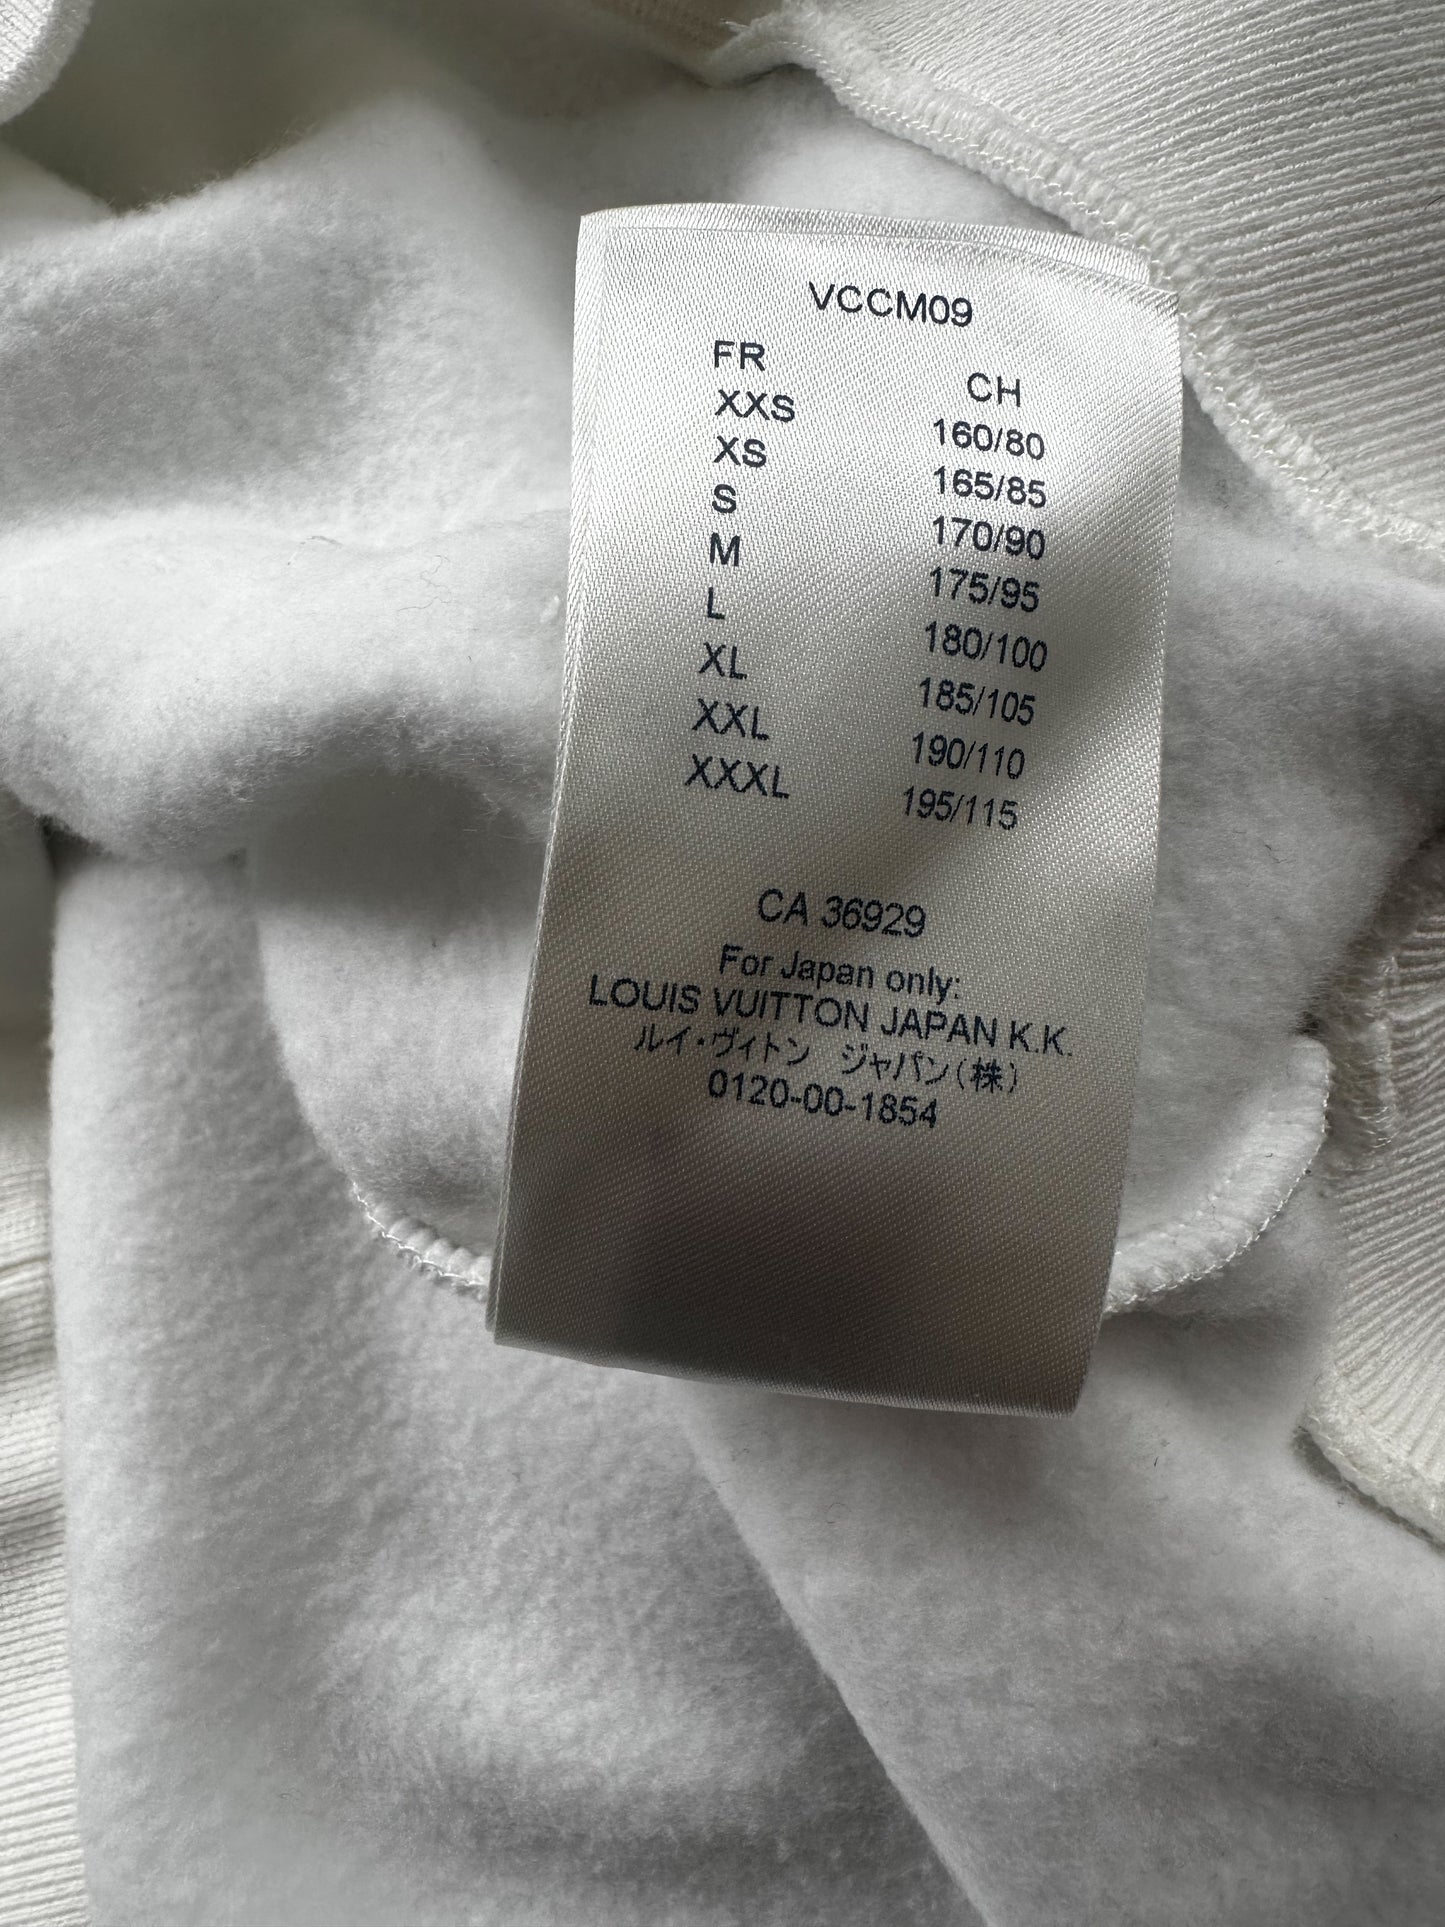 VCCM09
FR CH
XXS 160/80
XS 165/85
S 170/90
M 175/95
L 180/100
XL 185/105
XXL 190/110
XXXL 195/115
CA 36929
For Japan only:
LOUIS VUITTON JAPAN K.K.
ルイ・ヴィトン ジャパン(株)
0120-00-1854